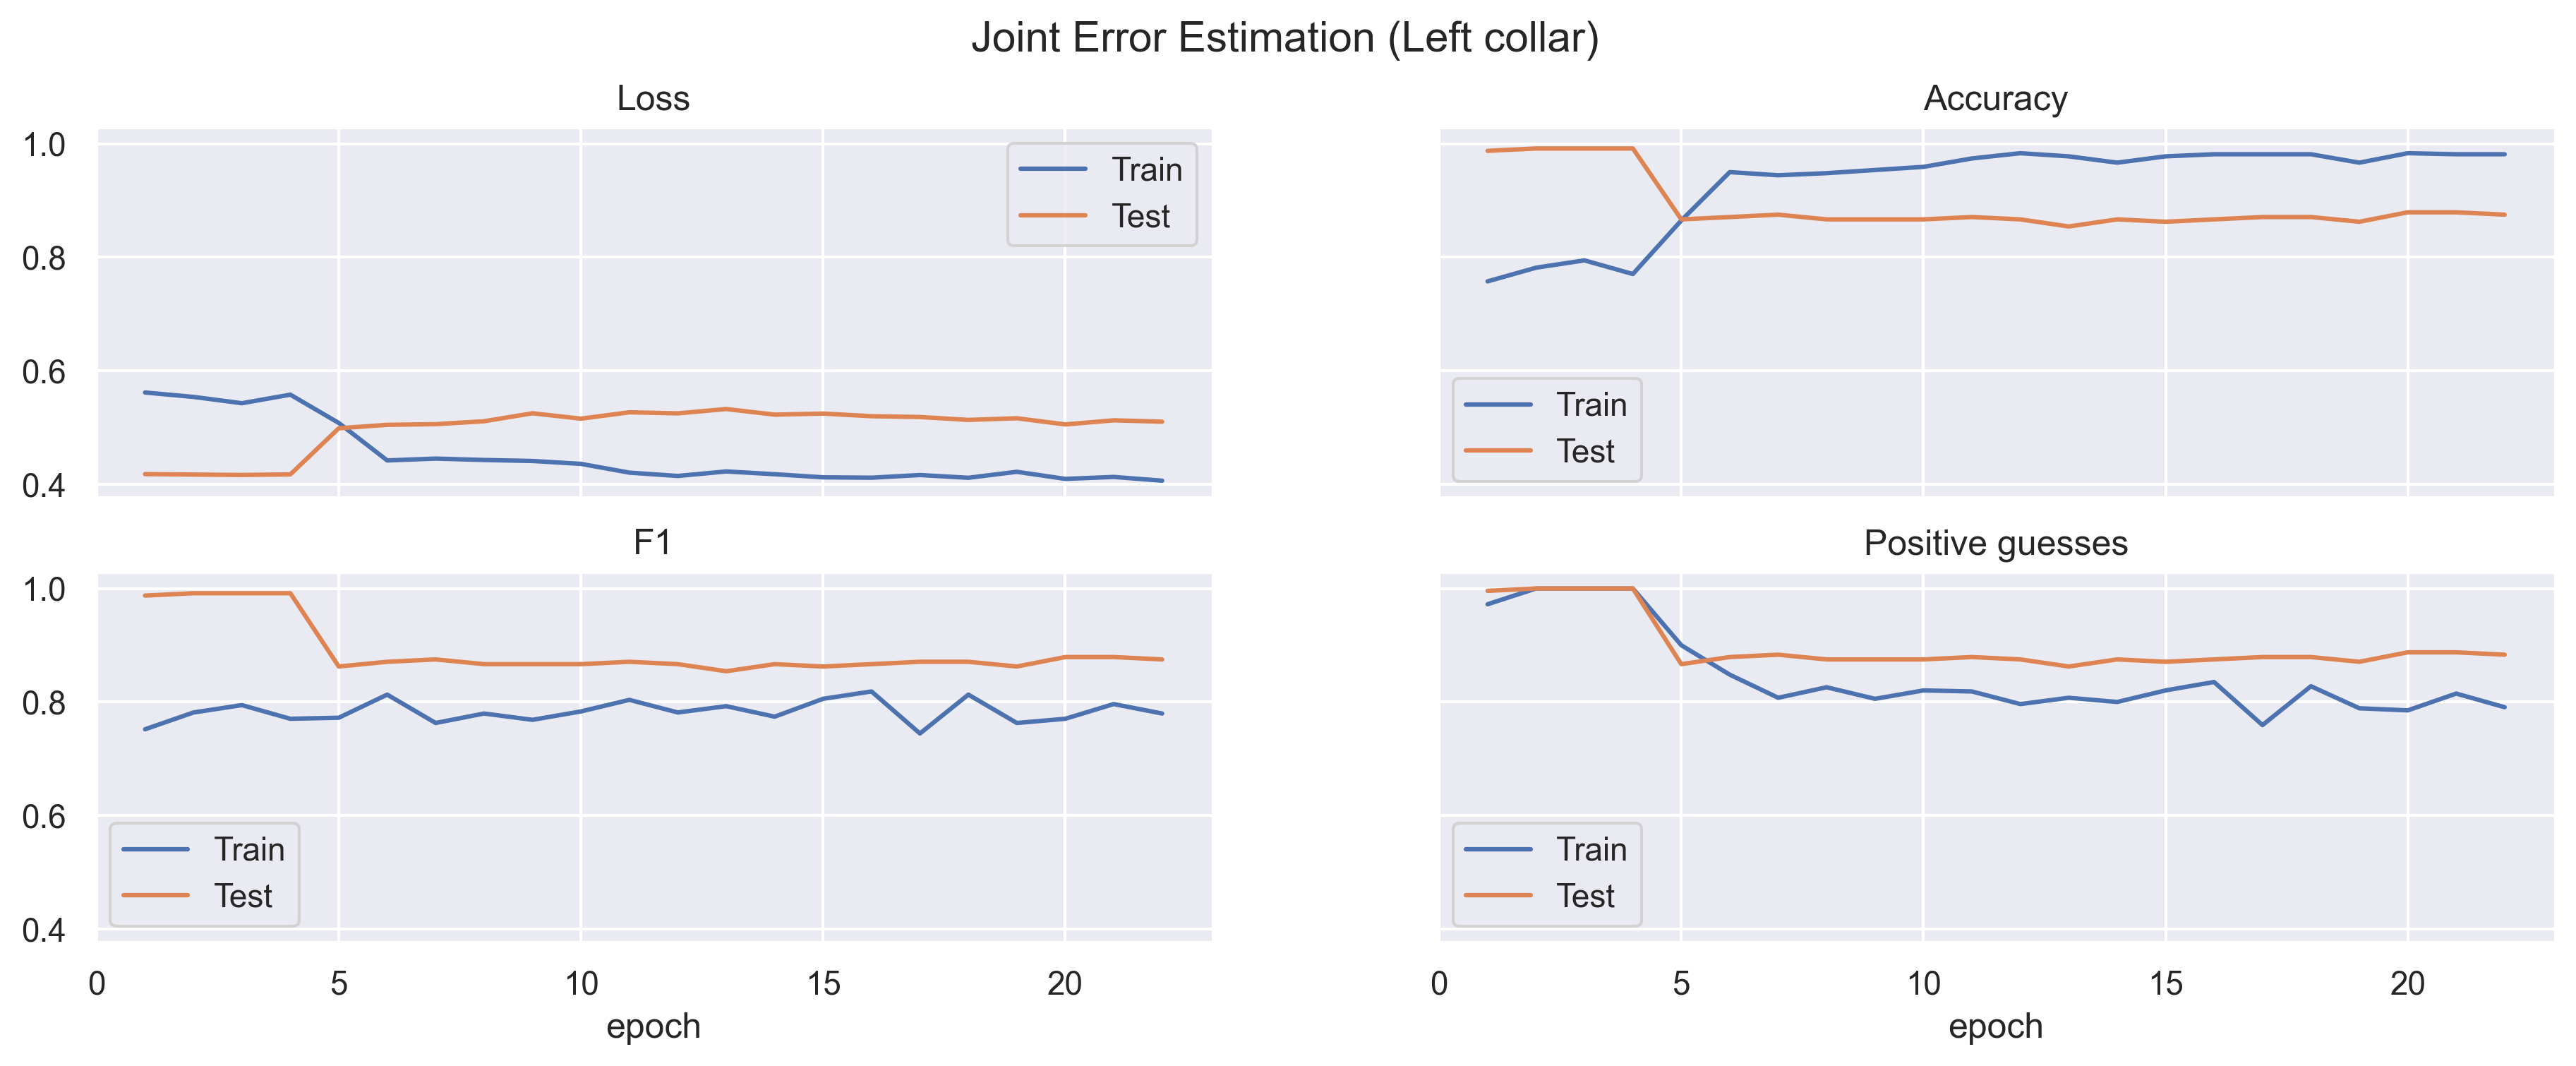 Joint Error Estimation (Left collar)
Loss
1.0
0.8
0.6
0.4
Train
Test
Accuracy
Train
Test
F1
1.0
0.8
0.6
0.4
Train
Test
0 5 10 15 20
epoch
Positive guesses
Train
Test
0 5 10 15 20
epoch